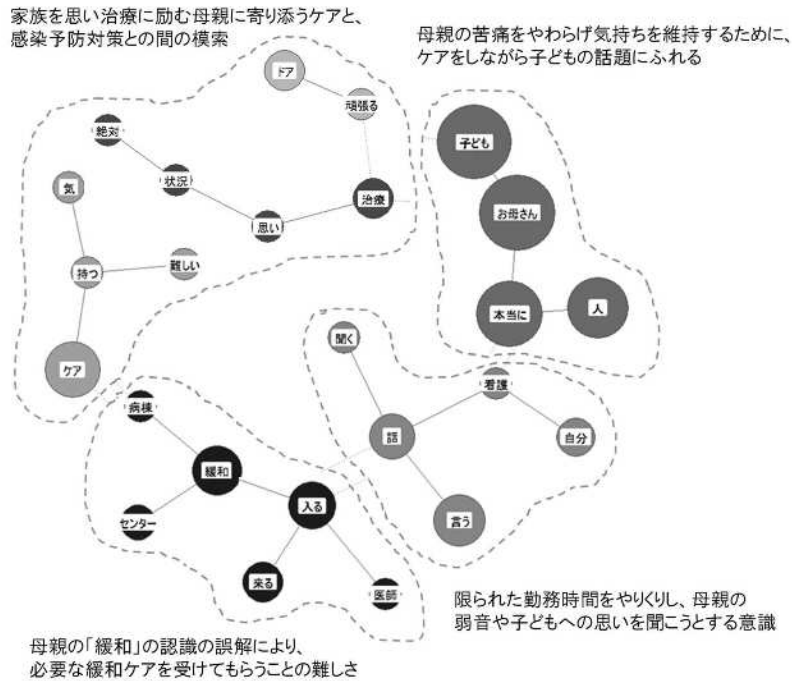 家族を思い治療に励む母親に寄り添うケアと、
感染予防対策との間の模索
母親の苦痛をやわらげ気持ちを維持するために、
ケアをしながら子どもの話題にふれる
ドア
頑張る
絶対
状況
治療
気
思い
持つ
難しい
ケア
子ども
お母さん
本当に
人
聞く
看護
話
自分
言う
病棟
緩和
入る
センター
来る
医師
限られた勤務時間をやりくりし、母親の
弱音や子どもへの思いを聞こうとする意識
母親の「緩和」の認識の誤解により、
必要な緩和ケアを受けてもらうことの難しさ